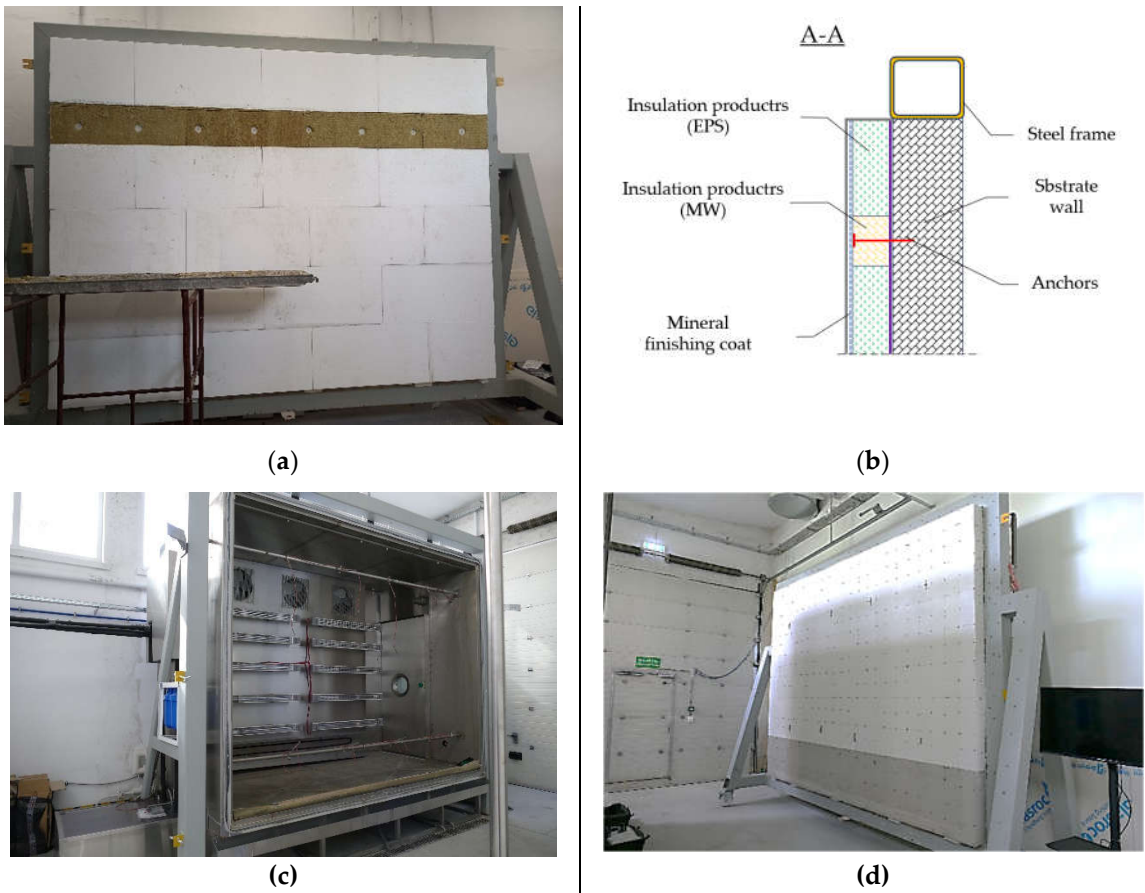 A-A
Insulation productrs
(EPS)
Steel frame
Insulation productrs
(MW)
Sbstrate
wall
Anchors
Mineral
finishing coat
(a)
(b)
(c)
(d)